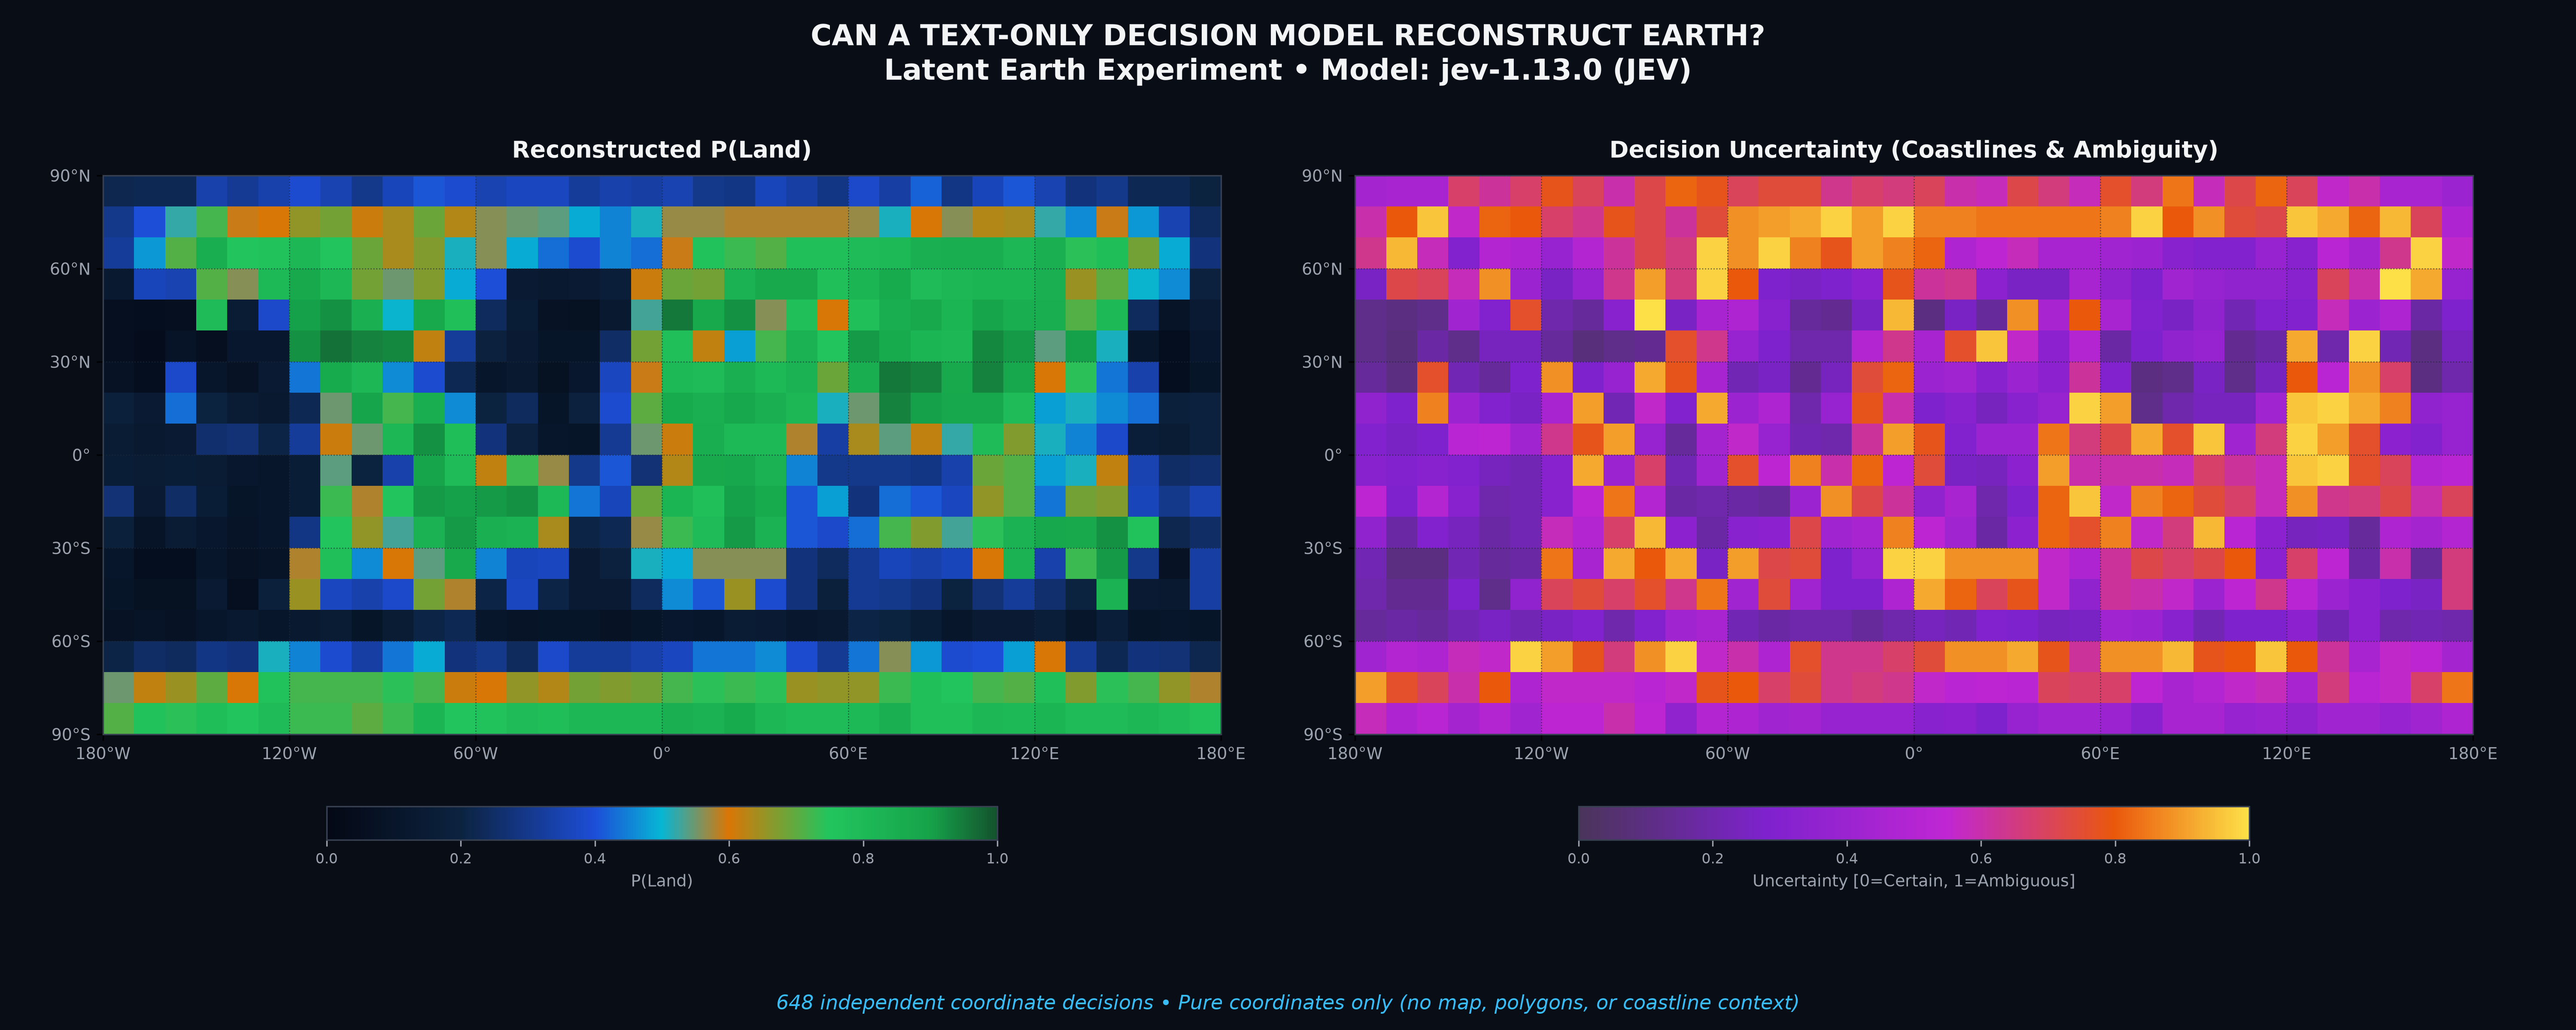 CAN A TEXT-ONLY DECISION MODEL RECONSTRUCT EARTH?
Latent Earth Experiment • Model: jev-1.13.0 (JEV)
Reconstructed P(Land)
90°N
60°N
30°N
0°
30°S
60°S
90°S
180°W 120°W 60°W 0° 60°E 120°E 180°E
0.0 0.2 0.4 0.6 0.8 1.0
P(Land)
Decision Uncertainty (Coastlines & Ambiguity)
90°N
60°N
30°N
0°
30°S
60°S
90°S
180°W 120°W 60°W 0° 60°E 120°E 180°E
0.0 0.2 0.4 0.6 0.8 1.0
Uncertainty [0=Certain, 1=Ambiguous]
648 independent coordinate decisions • Pure coordinates only (no map, polygons, or coastline context)